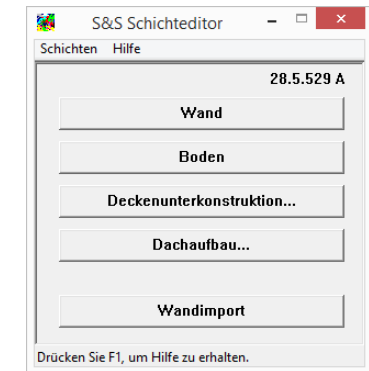 S&S Schichteditor
Schichten Hilfe
28.5.529 A
Wand
Boden
Deckenunterkonstruktion...
Dachaufbau...
Wandimport
Drücken Sie F1, um Hilfe zu erhalten.